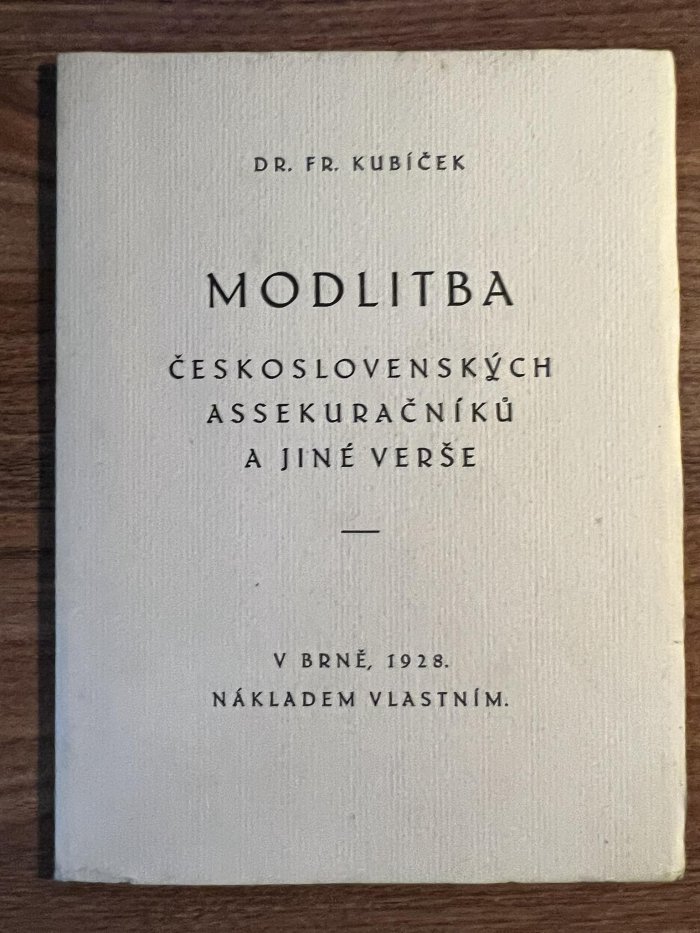 DR. FR. KUBÍČEK
MODLITBA
ČESKOSLOVENSKÝCH
ASSEKURAČNÍKŮ
A JINÉ VERŠE
V BRNĚ, 1928.
NÁKLADEM VLASTNÍM.